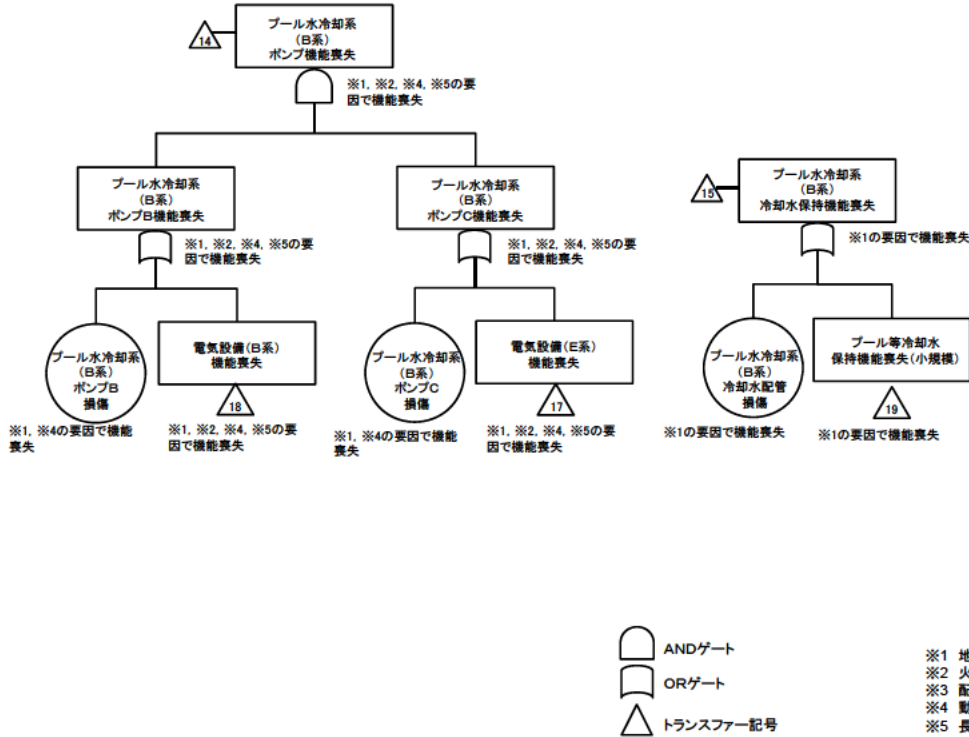 14
プール水冷却系
(B系)
ポンプ機能喪失
※1, ※2, ※4, ※5の要
因で機能喪失
プール水冷却系
(B系)
ポンプB機能喪失
※1, ※2, ※4, ※5の要
因で機能喪失
プール水冷却系
(B系)
ポンプB
損傷
※1, ※4の要因で機能
喪失
電気設備(B系)
機能喪失
18
※1, ※2, ※4, ※5の要
因で機能喪失
プール水冷却系
(B系)
ポンプC機能喪失
※1, ※2, ※4, ※5の要
因で機能喪失
プール水冷却系
(B系)
ポンプC
損傷
※1, ※4の要因で機能
喪失
電気設備(E系)
機能喪失
17
※1, ※2, ※4, ※5の要
因で機能喪失
15
プール水冷却系
(B系)
冷却水保持機能喪失
※1の要因で機能喪失
プール水冷却系
(B系)
冷却水配管
損傷
※1の要因で機能喪失
プール等冷却水
保持機能喪失(小規模)
19
※1の要因で機能喪失
ANDゲート
ORゲート
トランスファー記号
※1 地
※2 火
※3 配
※4 動
※5 長